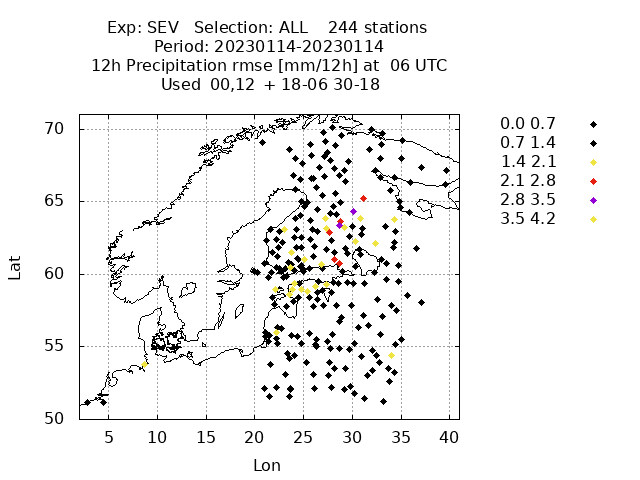 Exp: SEV Selection: ALL 244 stations
Period: 20230114-20230114
12h Precipitation rmse [mm/12h] at 06 UTC
Used 00,12 + 18-06 30-18
0.0 0.7
0.7 1.4
1.4 2.1
2.1 2.8
2.8 3.5
3.5 4.2
70
65
60
55
50
Lat
5 10 15 20 25 30 35 40
Lon